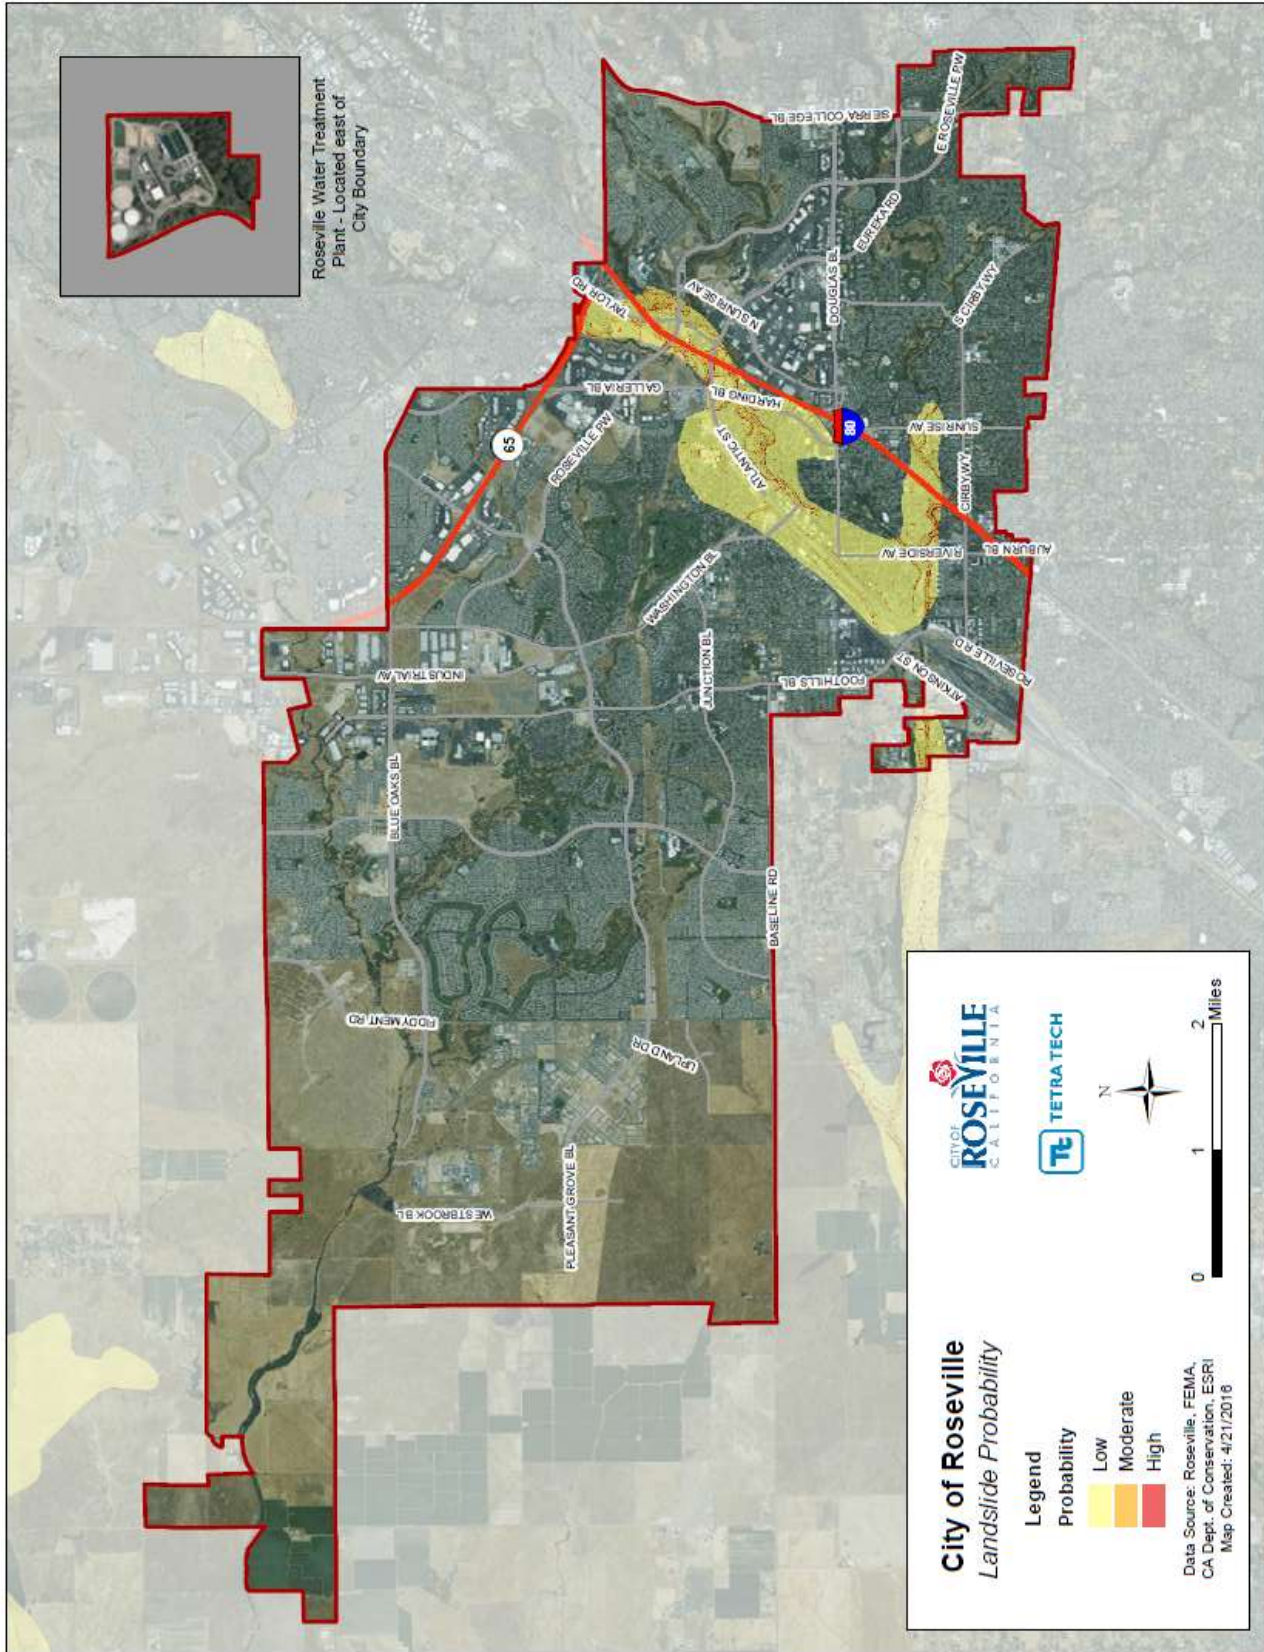 Roseville Water Treatment
Plant - Located east of
City Boundary
SIERRA COLLEGE BL
E ROSEVILLE PW
TAYLOR RD
N SUNRISE AV
EUREKA RD
DOUGLAS BL
S CIRBY WY
GALLERIA BL
HARDING BL
65
ROSEVILLE PW
ATLANTIC ST
80
SUNRISE AV
CIRBY WY
WASHINGTON BL
RIVERSIDE AV
AUBURN BL
INDUSTRIAL AV
JUNCTION BL
FOOTHILLS BL
ATKINSON ST
ROSEVILLE RD
BLUE OAKS BL
BASELINE RD
FIDDYMENT RD
UPLAND DR
WESTBROOK BL
PLEASANT GROVE BL
City of Roseville
Landslide Probability
Legend
Probability
Low
Moderate
High
Data Source: Roseville, FEMA,
CA Dept. of Conservation, ESRI
Map Created: 4/21/2016
CITY OF
ROSEVILLE
CALIFORNIA
Tt TETRA TECH
N
0 1 2
Miles